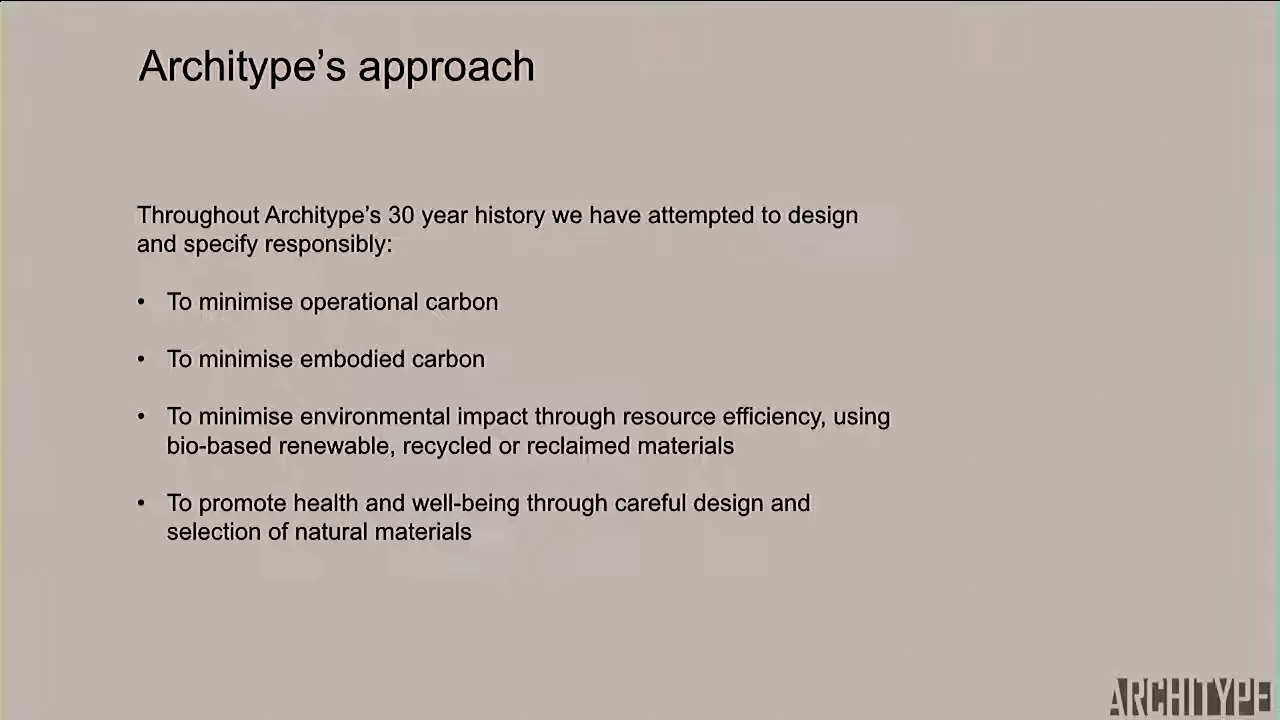 Architype’s approach
Throughout Architype’s 30 year history we have attempted to design
and specify responsibly:
• To minimise operational carbon
• To minimise embodied carbon
• To minimise environmental impact through resource efficiency, using
bio-based renewable, recycled or reclaimed materials
• To promote health and well-being through careful design and
selection of natural materials
ARCHITYPE